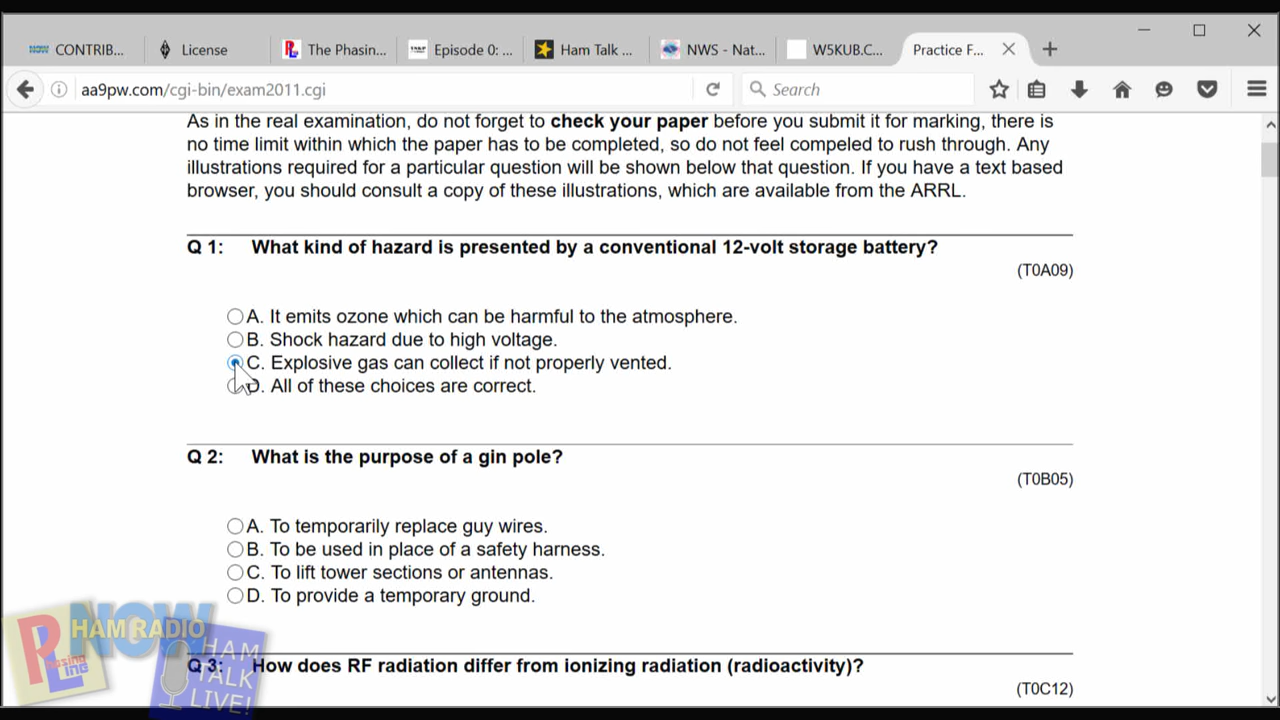 CONTRIB...
License
The Phasin...
Episode 0: ...
Ham Talk ...
NWS - Nat...
W5KUB.C...
Practice F...
aa9pw.com/cgi-bin/exam2011.cgi
Search
As in the real examination, do not forget to check your paper before you submit it for marking, there is
no time limit within which the paper has to be completed, so do not feel compeled to rush through. Any
illustrations required for a particular question will be shown below that question. If you have a text based
browser, you should consult a copy of these illustrations, which are available from the ARRL.
Q 1: What kind of hazard is presented by a conventional 12-volt storage battery?
(T0A09)
A. It emits ozone which can be harmful to the atmosphere.
B. Shock hazard due to high voltage.
C. Explosive gas can collect if not properly vented.
D. All of these choices are correct.
Q 2: What is the purpose of a gin pole?
(T0B05)
A. To temporarily replace guy wires.
B. To be used in place of a safety harness.
C. To lift tower sections or antennas.
D. To provide a temporary ground.
Q 3: How does RF radiation differ from ionizing radiation (radioactivity)?
(T0C12)
HAM RADIO
NOW
HAM
TALK
LIVE!